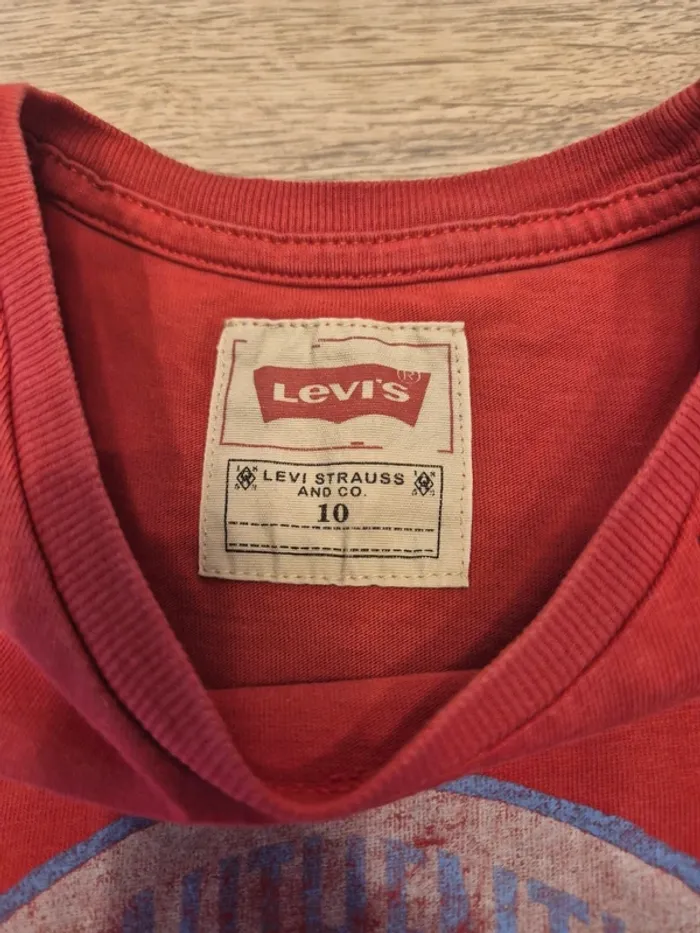 Levi's ®
LEVI STRAUSS
AND CO.
10